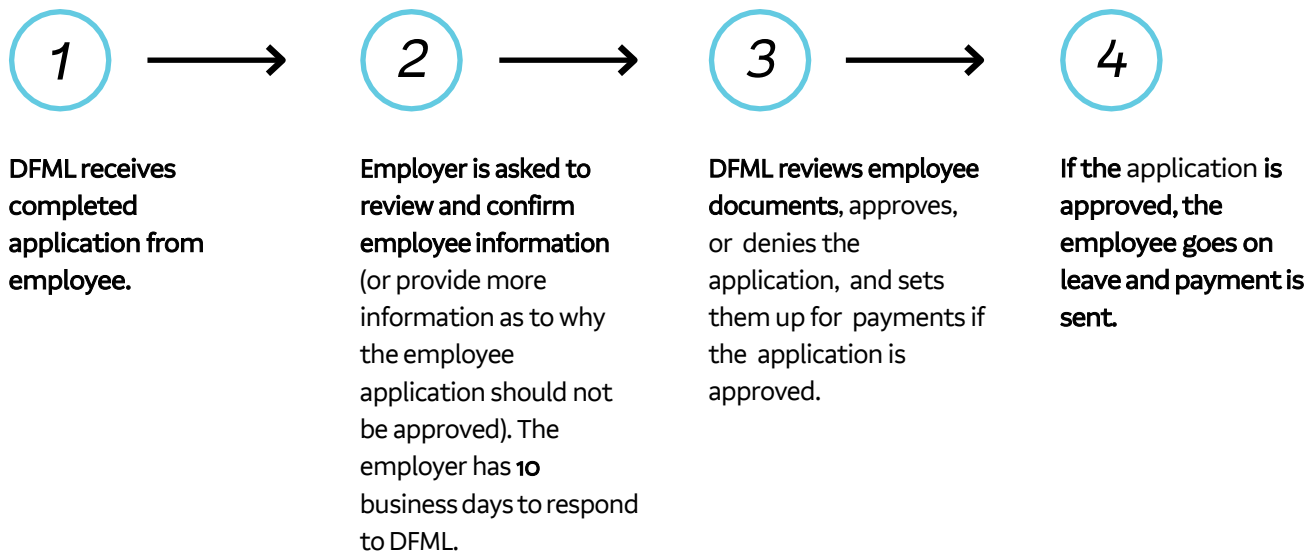 1
DFML receives
completed
application from
employee.
2
Employer is asked to
review and confirm
employee information
(or provide more
information as to why
the employee
application should not
be approved). The
employer has 10
business days to respond
to DFML.
3
DFML reviews employee
documents, approves,
or denies the
application, and sets
them up for payments if
the application is
approved.
4
If the application is
approved, the
employee goes on
leave and payment is
sent.